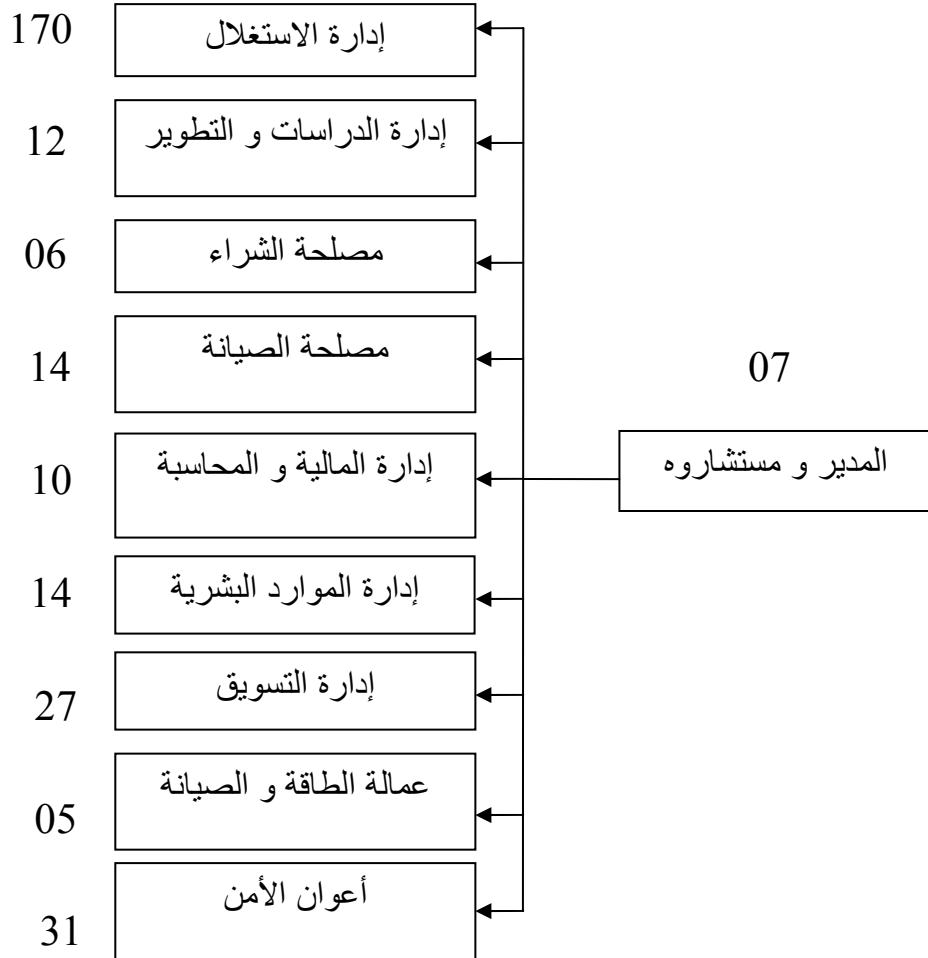 170
إدارة الاستغلال
12
إدارة الدراسات و التطوير
06
مصلحة الشراء
14
مصلحة الصيانة
07
المدير و مستشاروه
10
إدارة المالية و المحاسبة
14
إدارة الموارد البشرية
27
إدارة التسويق
05
عمالة الطاقة و الصيانة
31
أعوان الأمن